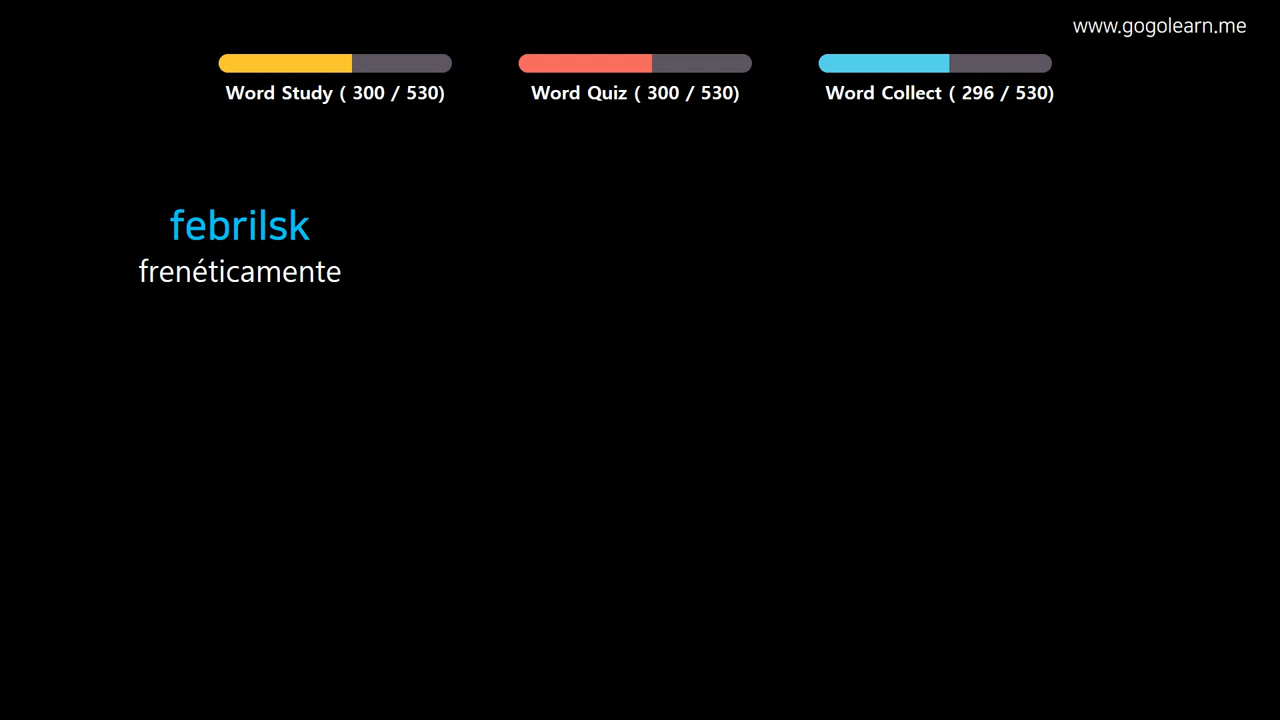 www.gogolearn.me
Word Study ( 300 / 530)
Word Quiz ( 300 / 530)
Word Collect ( 296 / 530)
febrilsk
frenéticamente